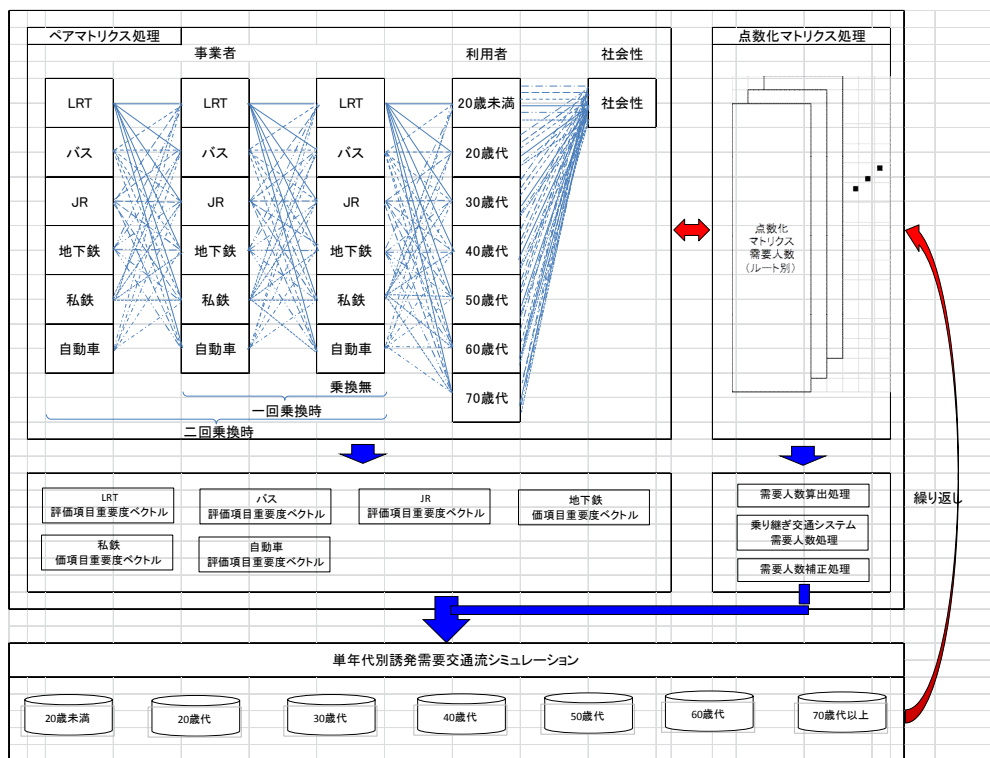 ペアマトリクス処理
点数化マトリクス処理
事業者
利用者
社会性
LRT
LRT
LRT
20歳未満
社会性
バス
バス
バス
20歳代
JR
JR
JR
30歳代
地下鉄
地下鉄
地下鉄
40歳代
私鉄
私鉄
私鉄
50歳代
自動車
自動車
自動車
60歳代
70歳代
点数化
マトリクス
需要人数
(ルート別)
乗換無
一回乗換時
二回乗換時
LRT
評価項目重要度ベクトル
バス
評価項目重要度ベクトル
JR
評価項目重要度ベクトル
地下鉄
価項目重要度ベクトル
私鉄
価項目重要度ベクトル
自動車
評価項目重要度ベクトル
需要人数算出処理
乗り継ぎ交通システム
需要人数処理
需要人数補正処理
繰り返し
単年代別誘発需要交通流シミュレーション
20歳未満
20歳代
30歳代
40歳代
50歳代
60歳代
70歳代以上